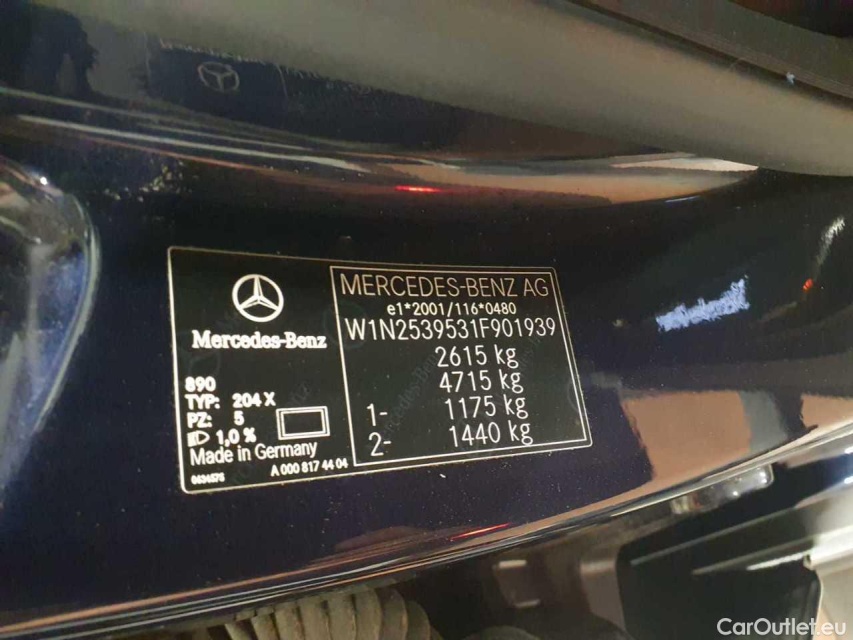 Mercedes-Benz
890
TYP: 204 X
PZ: 5
1,0 %
Made in Germany
A 000 817 44 04
MERCEDES-BENZ AG
e1*2001/116*0480
W1N2539531F901939
2615 kg
4715 kg
1- 1175 kg
2- 1440 kg
CarOutlet.eu